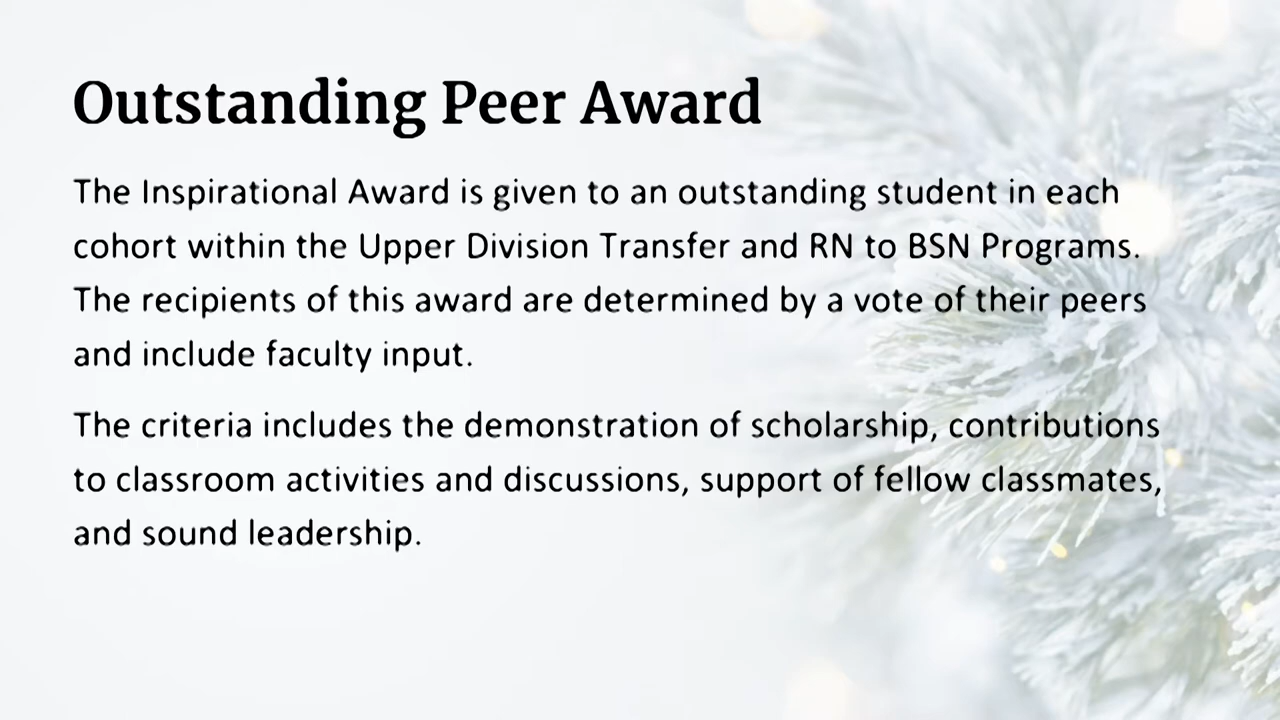 Outstanding Peer Award
The Inspirational Award is given to an outstanding student in each
cohort within the Upper Division Transfer and RN to BSN Programs.
The recipients of this award are determined by a vote of their peers
and include faculty input.
The criteria includes the demonstration of scholarship, contributions
to classroom activities and discussions, support of fellow classmates,
and sound leadership.